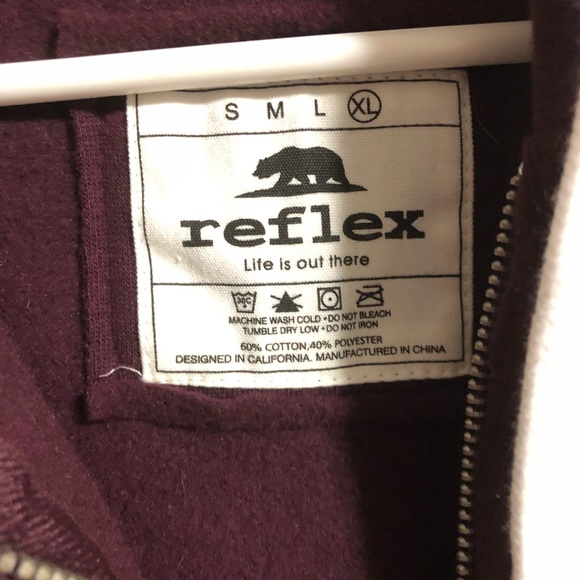 S M L XL
reflex
Life is out there
30C
MACHINE WASH COLD •DO NOT BLEACH
TUMBLE DRY LOW •DO NOT IRON
60% COTTON,40% POLYESTER
DESIGNED IN CALIFORNIA. MANUFACTURED IN CHINA